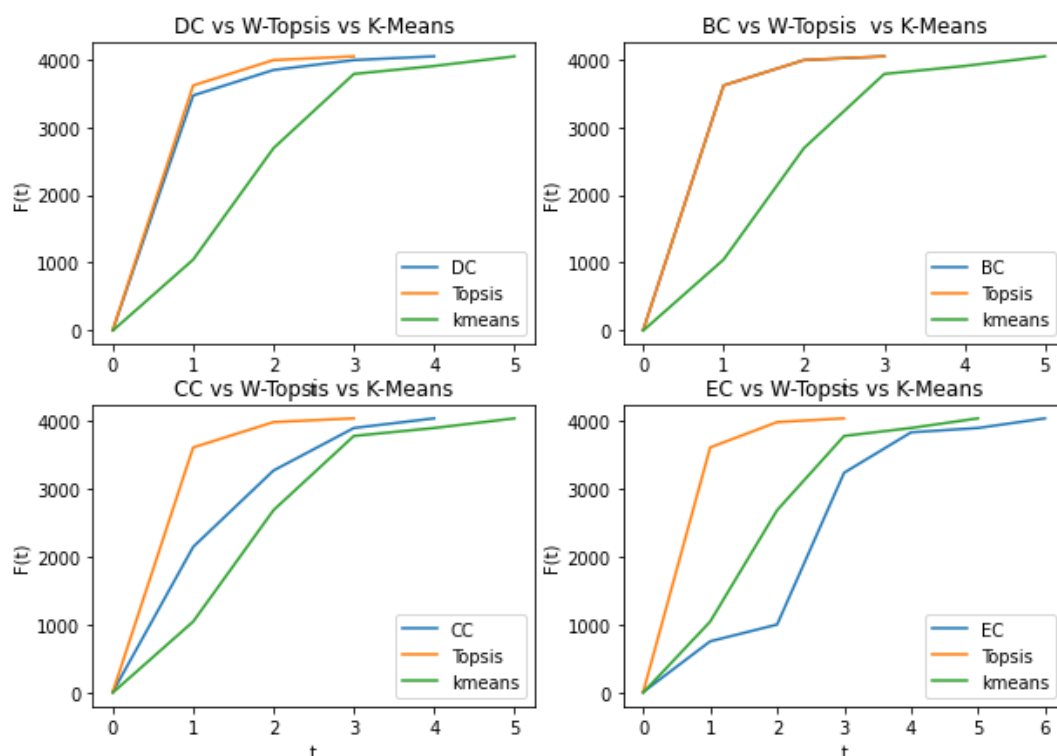 DC vs W-Topsis vs K-Means
F(t)
4000
3000
2000
1000
0
DC
Topsis
kmeans
0 1 2 3 4 5
t
BC vs W-Topsis  vs K-Means
F(t)
4000
3000
2000
1000
0
BC
Topsis
kmeans
0 1 2 3 4 5
t
CC vs W-Topsis vs K-Means
F(t)
4000
3000
2000
1000
0
CC
Topsis
kmeans
0 1 2 3 4 5
t
EC vs W-Topsis vs K-Means
F(t)
4000
3000
2000
1000
0
EC
Topsis
kmeans
0 1 2 3 4 5 6
t